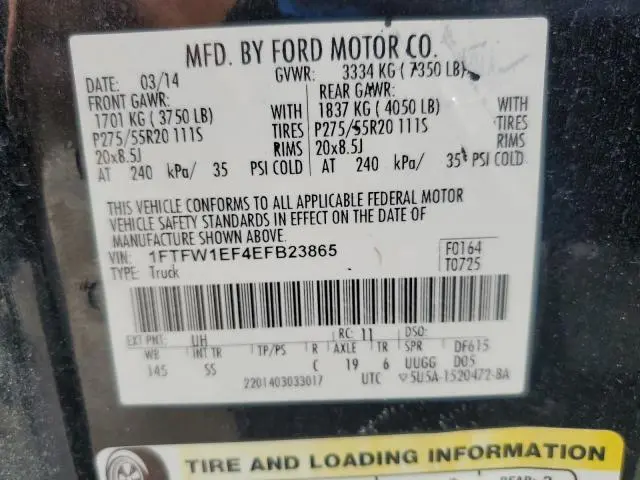 MFD. BY FORD MOTOR CO.
DATE: 03/14 GVWR: 3334 KG ( 7350 LB)
FRONT GAWR: REAR GAWR:
1701 KG ( 3750 LB) WITH 1837 KG ( 4050 LB) WITH
P275/55R20 111S TIRES P275/55R20 111S TIRES
20x8.5J RIMS 20x8.5J RIMS
AT 240 kPa/ 35 PSI COLD AT 240 kPa/ 35 PSI COLD
THIS VEHICLE CONFORMS TO ALL APPLICABLE FEDERAL MOTOR
VEHICLE SAFETY STANDARDS IN EFFECT ON THE DATE OF
MANUFACTURE SHOWN ABOVE.
VIN: 1FTFW1EF4EFB23865 F0164
TYPE: Truck T0725
EXT PNT: UH RC: 11 DSO:
WB INT TR TP/PS R AXLE TR SPR DF615
145 SS C 19 6 UUGG D05
2201403033017 UTC 5U5A-1520472-BA
TIRE AND LOADING INFORMATION